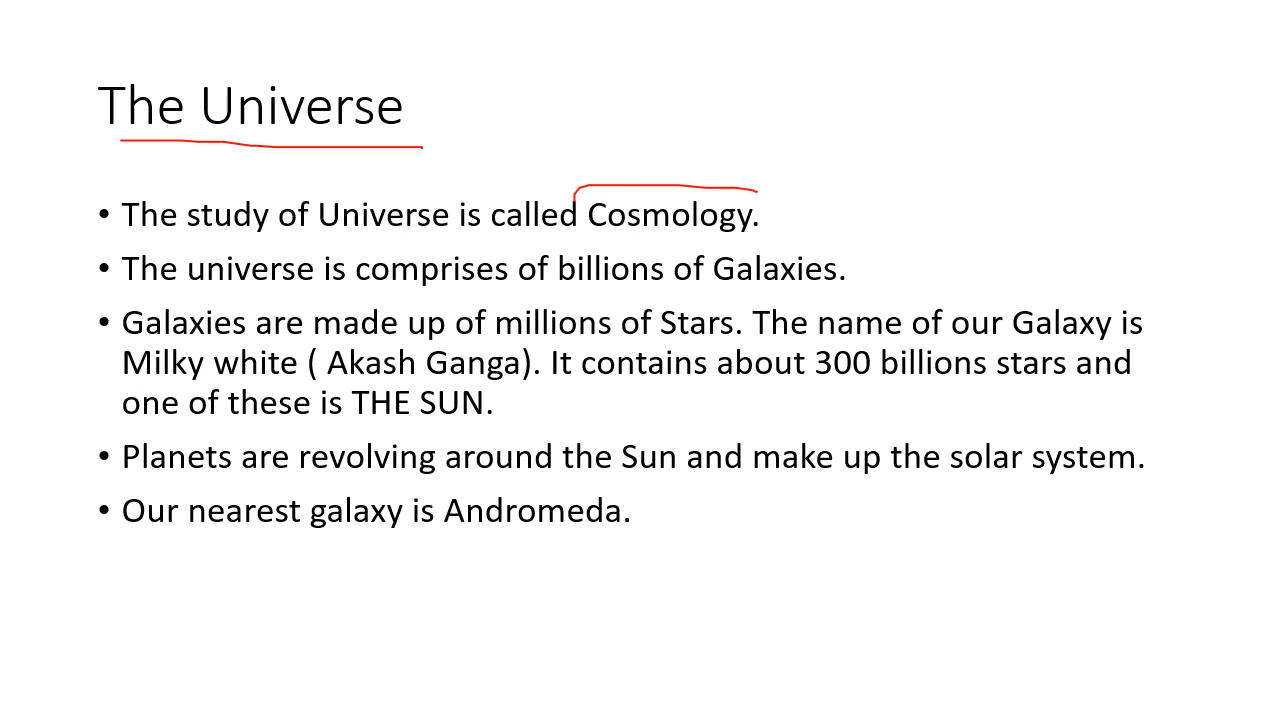 The Universe
• The study of Universe is called Cosmology.
• The universe is comprises of billions of Galaxies.
• Galaxies are made up of millions of Stars. The name of our Galaxy is
Milky white ( Akash Ganga). It contains about 300 billions stars and
one of these is THE SUN.
• Planets are revolving around the Sun and make up the solar system.
• Our nearest galaxy is Andromeda.